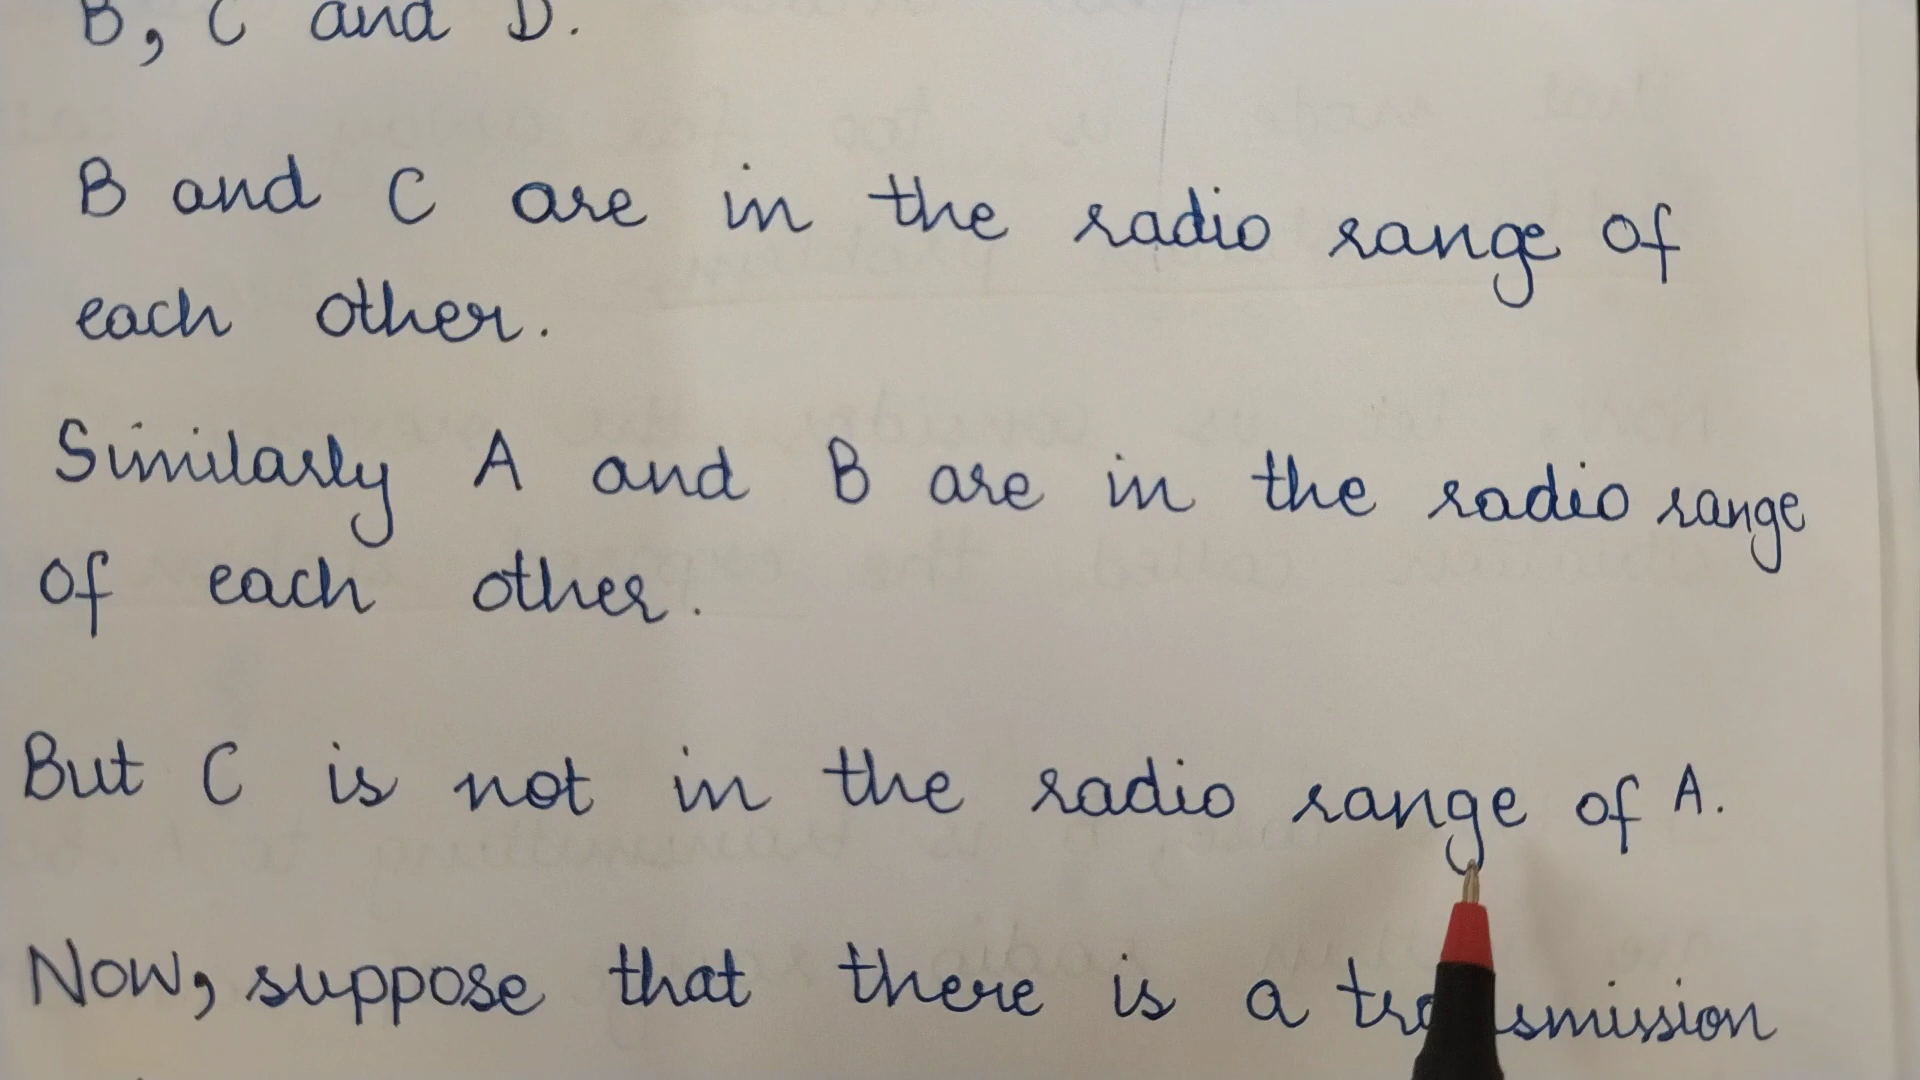 B, C and D.
B and C are in the radio range of
each other.
Similarly A and B are in the radio range
of each other.
But C is not in the radio range of A.
Now, suppose that there is a transmission